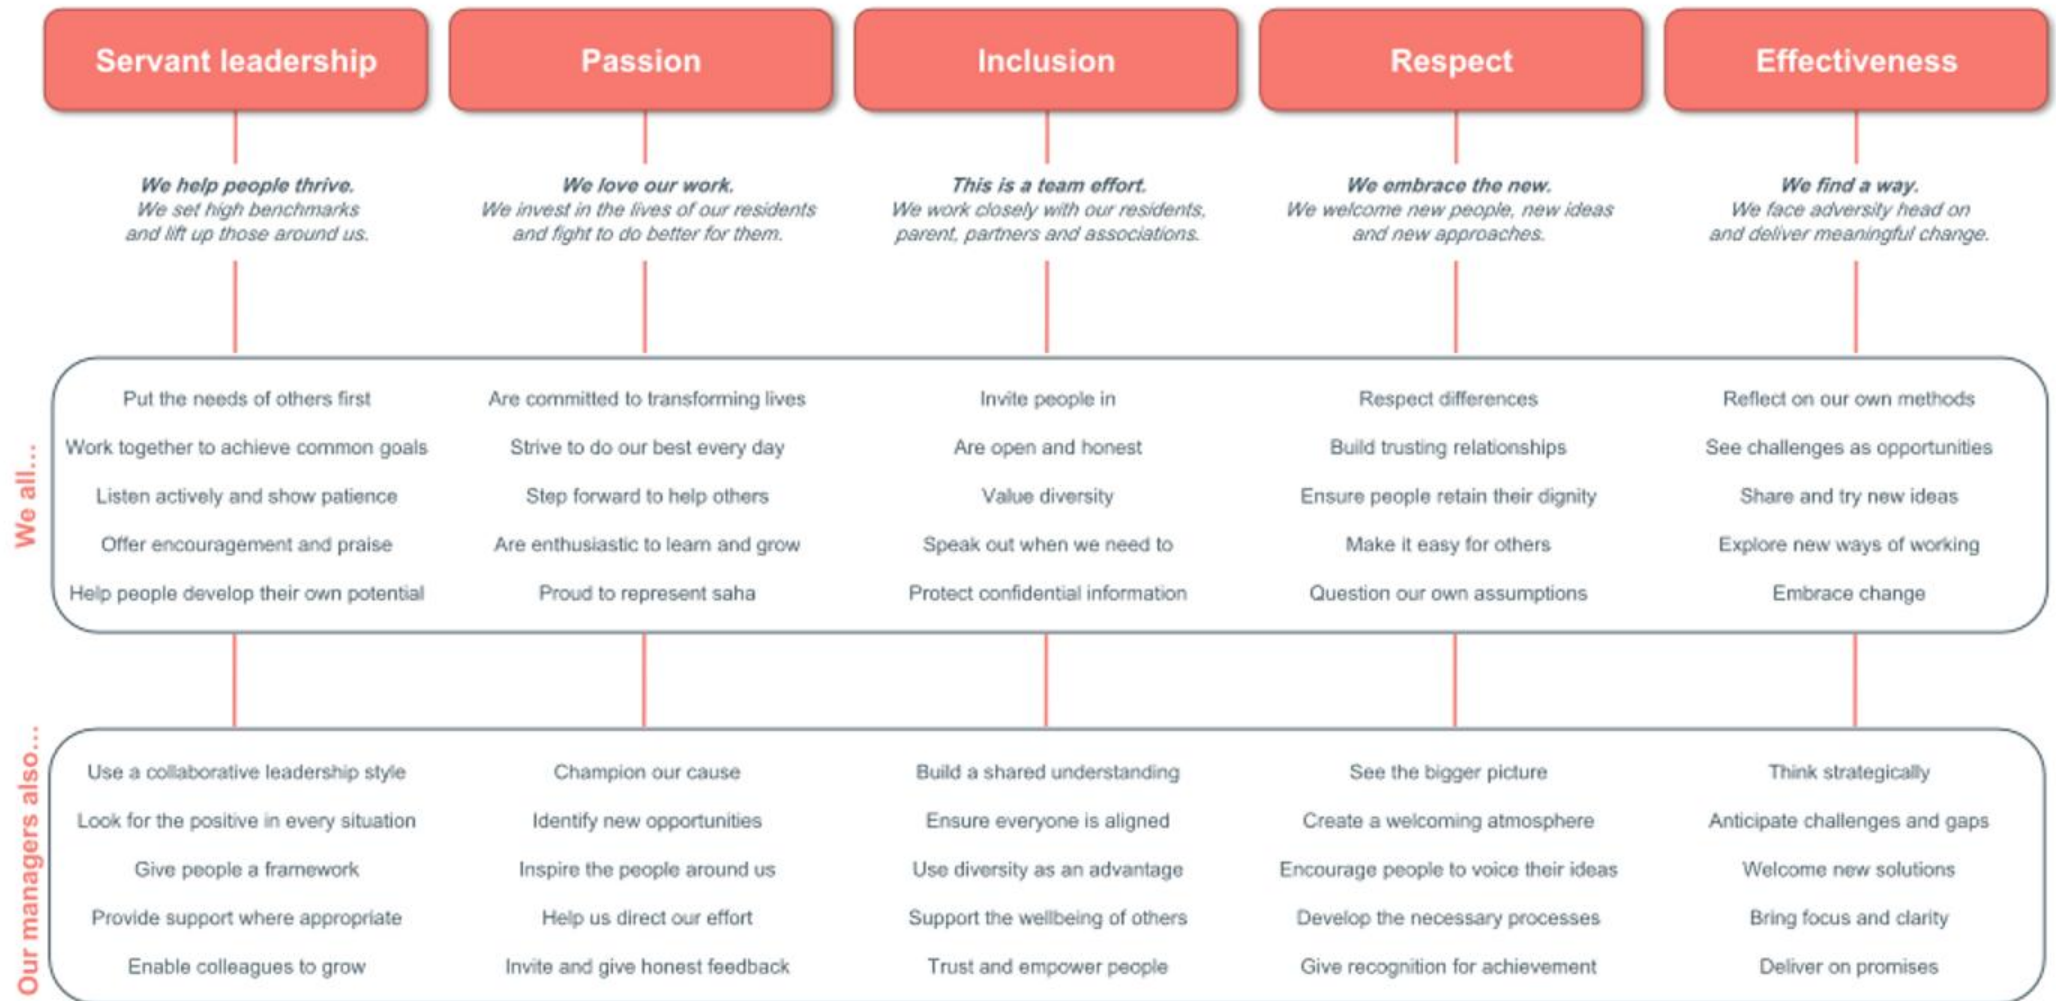 Servant leadership
Passion
Inclusion
Respect
Effectiveness
We help people thrive.
We set high benchmarks
and lift up those around us.
We love our work.
We invest in the lives of our residents
and fight to do better for them.
This is a team effort.
We work closely with our residents,
parent, partners and associations.
We embrace the new.
We welcome new people, new ideas
and new approaches.
We find a way.
We face adversity head on
and deliver meaningful change.
We all...
Put the needs of others first
Work together to achieve common goals
Listen actively and show patience
Offer encouragement and praise
Help people develop their own potential
Are committed to transforming lives
Strive to do our best every day
Step forward to help others
Are enthusiastic to learn and grow
Proud to represent saha
Invite people in
Are open and honest
Value diversity
Speak out when we need to
Protect confidential information
Respect differences
Build trusting relationships
Ensure people retain their dignity
Make it easy for others
Question our own assumptions
Reflect on our own methods
See challenges as opportunities
Share and try new ideas
Explore new ways of working
Embrace change
Our managers also...
Use a collaborative leadership style
Look for the positive in every situation
Give people a framework
Provide support where appropriate
Enable colleagues to grow
Champion our cause
Identify new opportunities
Inspire the people around us
Help us direct our effort
Invite and give honest feedback
Build a shared understanding
Ensure everyone is aligned
Use diversity as an advantage
Support the wellbeing of others
Trust and empower people
See the bigger picture
Create a welcoming atmosphere
Encourage people to voice their ideas
Develop the necessary processes
Give recognition for achievement
Think strategically
Anticipate challenges and gaps
Welcome new solutions
Bring focus and clarity
Deliver on promises